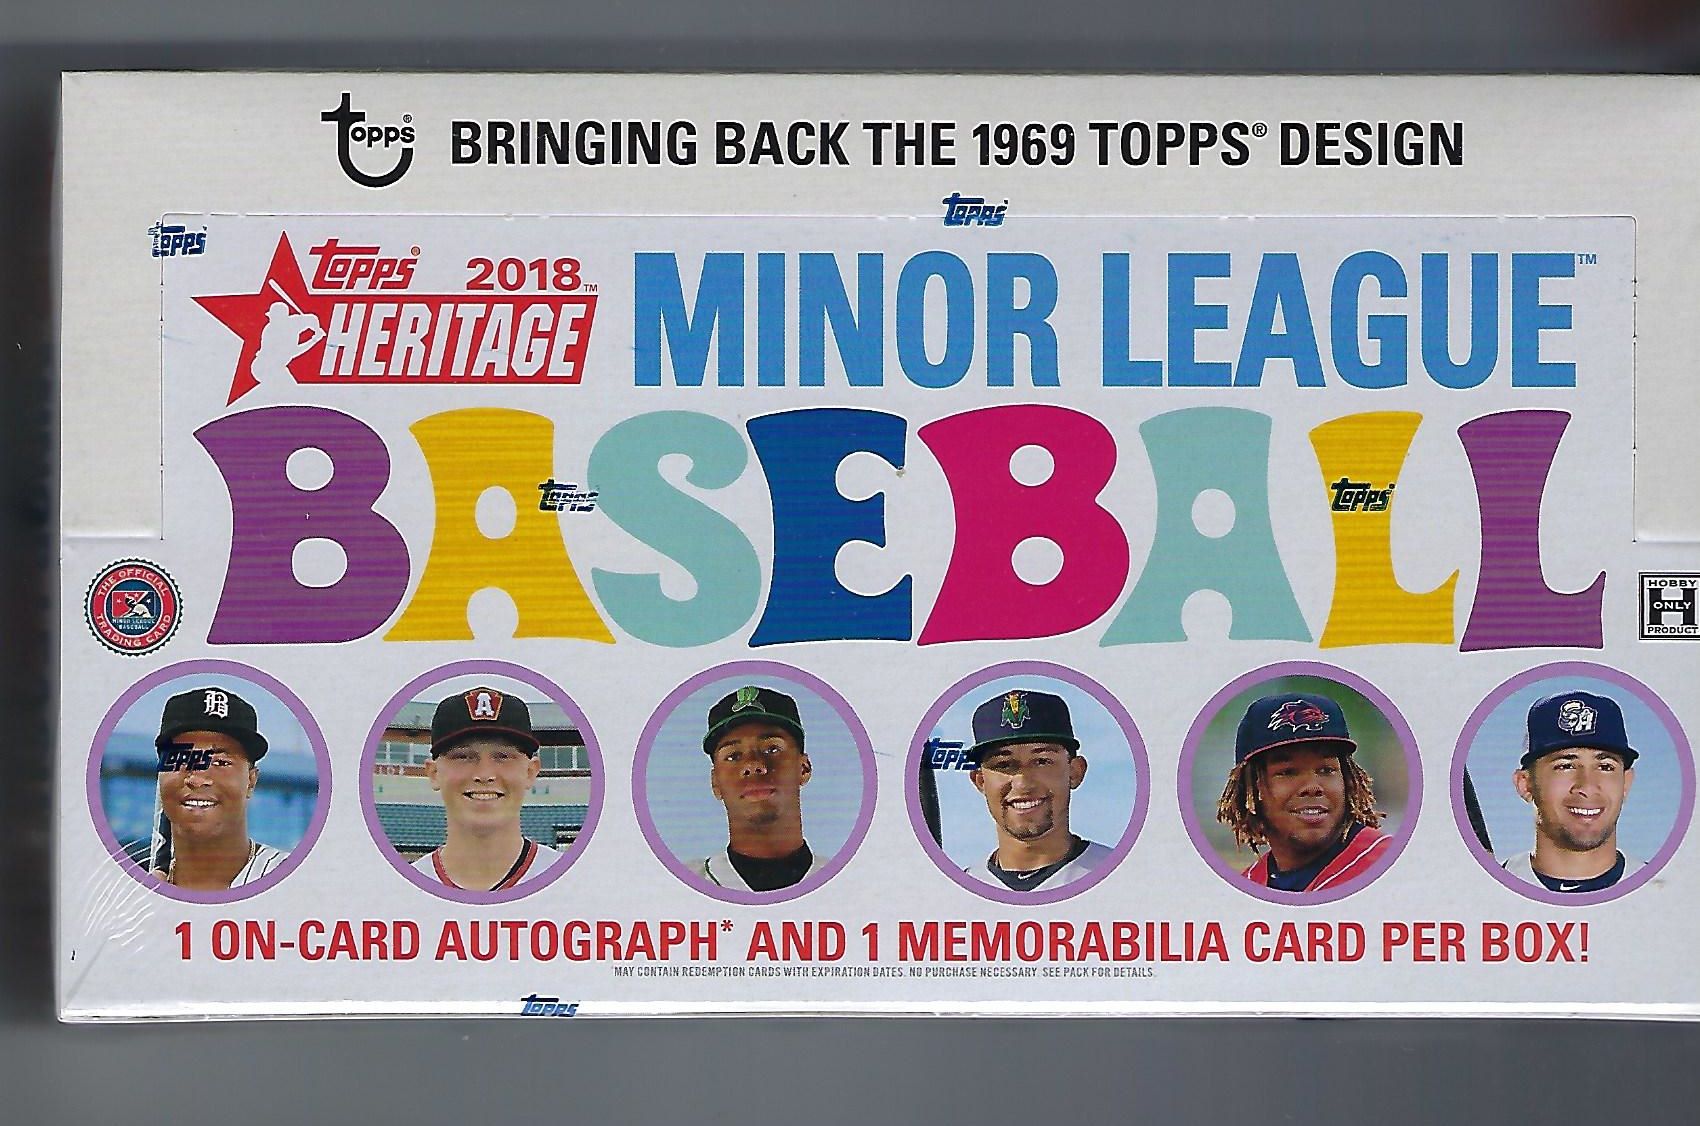 topps® BRINGING BACK THE 1969 TOPPS® DESIGN
topps
topps
topps® 2018 ™
HERITAGE
MINOR LEAGUE™
BASEBALL
topps
topps
THE OFFICIAL
MINOR LEAGUE
BASEBALL
TRADING CARD
HOBBY
H
ONLY
PRODUCT
B
A
SA
topps
topps
1 ON-CARD AUTOGRAPH* AND 1 MEMORABILIA CARD PER BOX!
*MAY CONTAIN REDEMPTION CARDS WITH EXPIRATION DATES. NO PURCHASE NECESSARY. SEE PACK FOR DETAILS.
topps